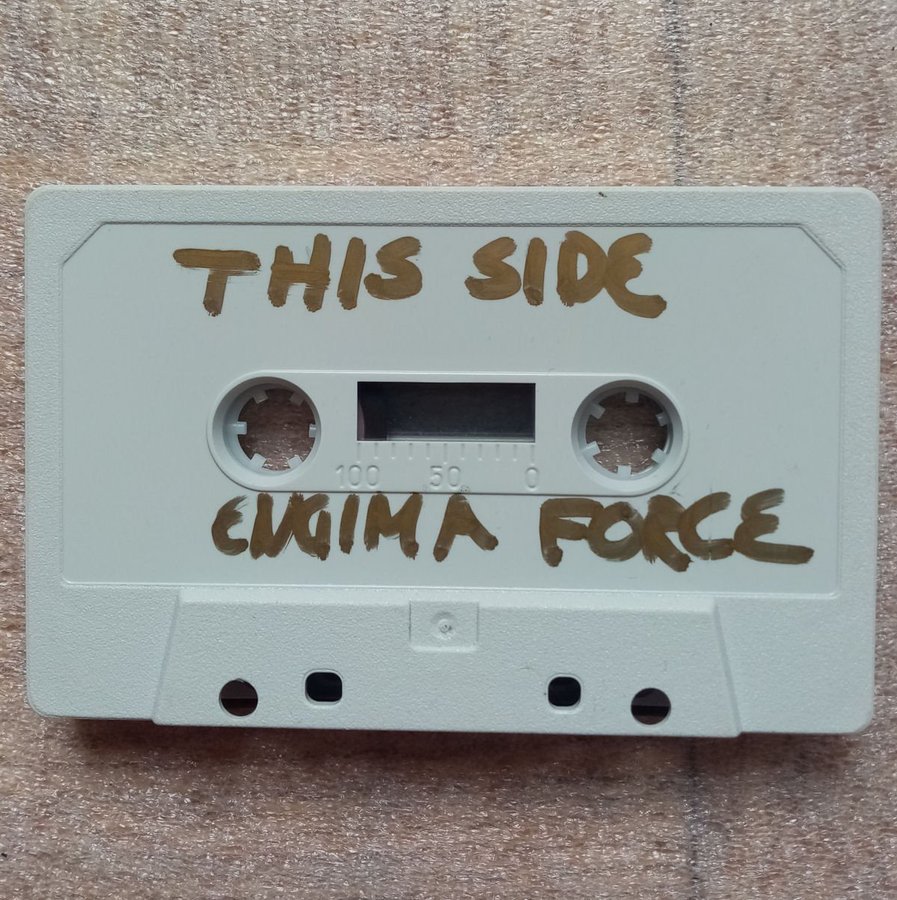 THIS SIDE
100 50 0
ENGIMA FORCE